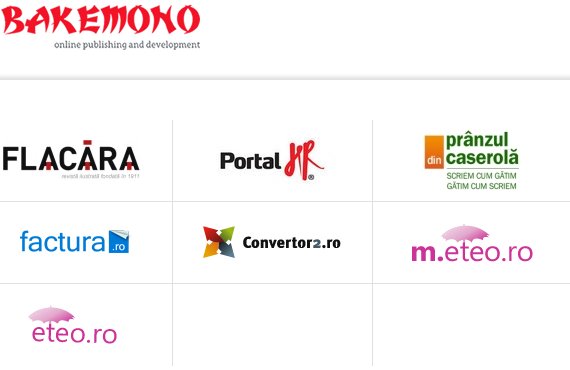 BAKEMONO
online publishing and development
FLACĂRA
revistă ilustrată fondată în 1911
Portal HR®
prânzul
din caserolă
SCRIEM CUM GĂTIM
GĂTIM CUM SCRIEM
factura.ro
Convertor2.ro
m.eteo.ro
eteo.ro